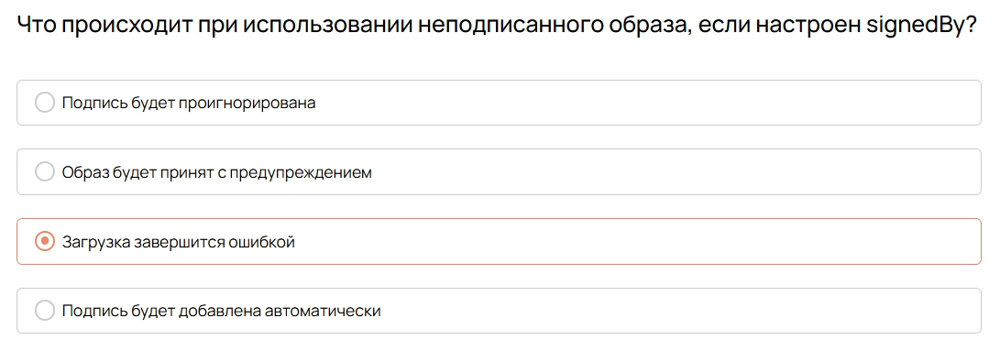 Что происходит при использовании неподписанного образа, если настроен signedBy?
Подпись будет проигнорирована
Образ будет принят с предупреждением
Загрузка завершится ошибкой
Подпись будет добавлена автоматически